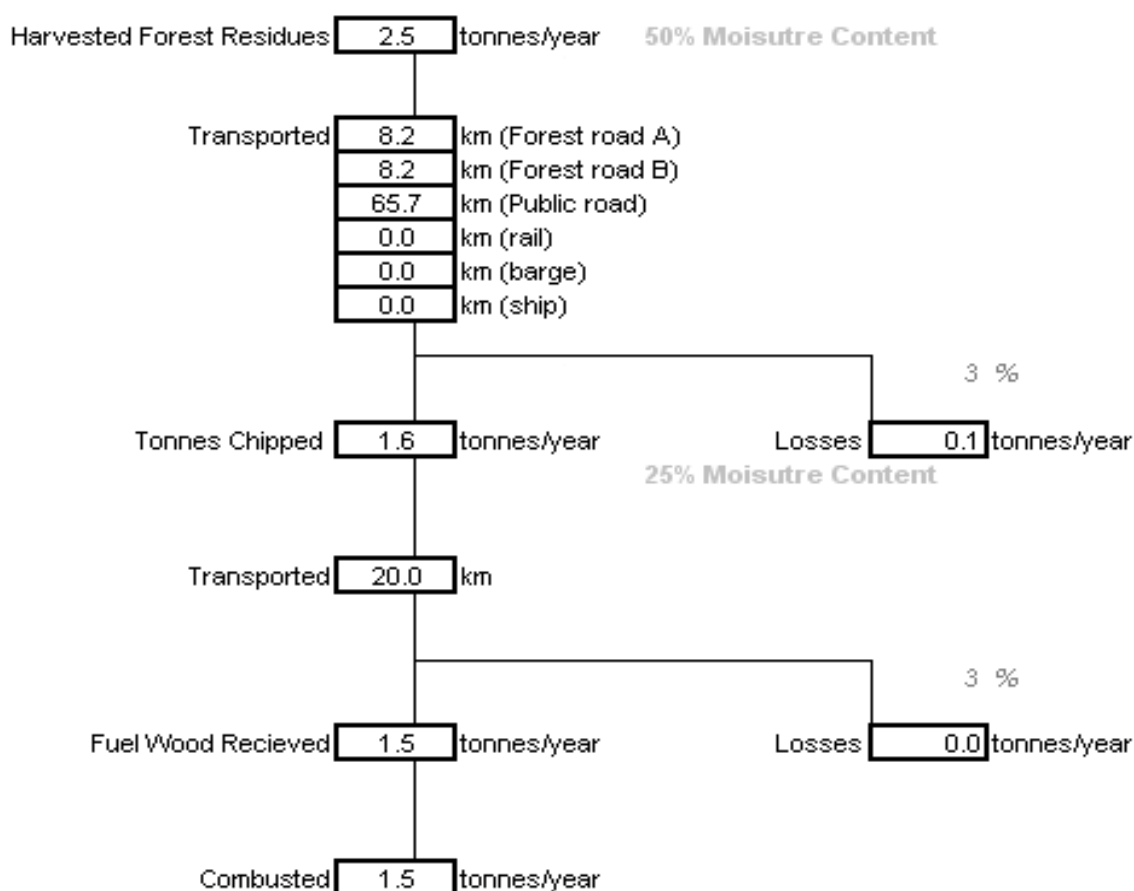 Harvested Forest Residues 2.5 tonnes/year 50% Moisutre Content
Transported 8.2 km (Forest road A)
8.2 km (Forest road B)
65.7 km (Public road)
0.0 km (rail)
0.0 km (barge)
0.0 km (ship)
3 %
Tonnes Chipped 1.6 tonnes/year Losses 0.1 tonnes/year
25% Moisutre Content
Transported 20.0 km
3 %
Fuel Wood Recieved 1.5 tonnes/year Losses 0.0 tonnes/year
Combusted 1.5 tonnes/year